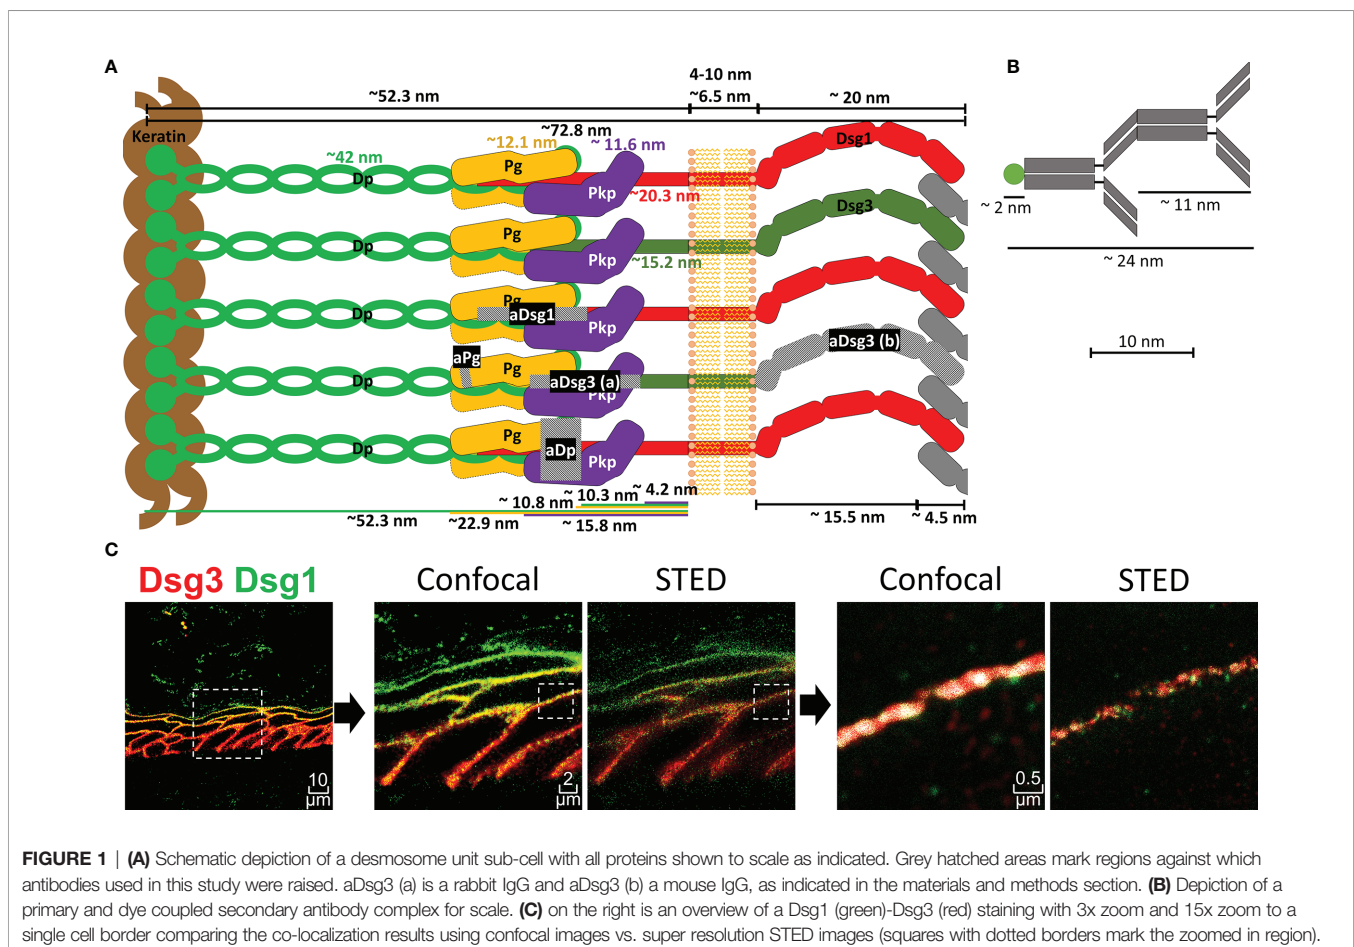 A
4-10 nm
~52.3 nm
~6.5 nm
~ 20 nm
~72.8 nm
Keratin
~42 nm
~12.1 nm
~ 11.6 nm
Dsg1
Dp
Pg
Pkp
~20.3 nm
Dp
Pg
Pkp
~15.2 nm
Dsg3
Dp
Pg
aDsg1
Pkp
aPg
Dp
Pg
aDsg3 (a)
Pkp
aDsg3 (b)
Dp
Pg
aDp
Pkp
~ 4.2 nm
~ 10.3 nm
~ 10.8 nm
~52.3 nm
~22.9 nm
~ 15.8 nm
~ 15.5 nm
~ 4.5 nm
B
~ 2 nm
~ 11 nm
~ 24 nm
10 nm
C
Dsg3 Dsg1
Confocal
STED
Confocal
STED
10
µm
2
µm
0.5
µm
FIGURE 1 | (A) Schematic depiction of a desmosome unit sub-cell with all proteins shown to scale as indicated. Grey hatched areas mark regions against which
antibodies used in this study were raised. aDsg3 (a) is a rabbit IgG and aDsg3 (b) a mouse IgG, as indicated in the materials and methods section. (B) Depiction of a
primary and dye coupled secondary antibody complex for scale. (C) on the right is an overview of a Dsg1 (green)-Dsg3 (red) staining with 3x zoom and 15x zoom to a
single cell border comparing the co-localization results using confocal images vs. super resolution STED images (squares with dotted borders mark the zoomed in region).